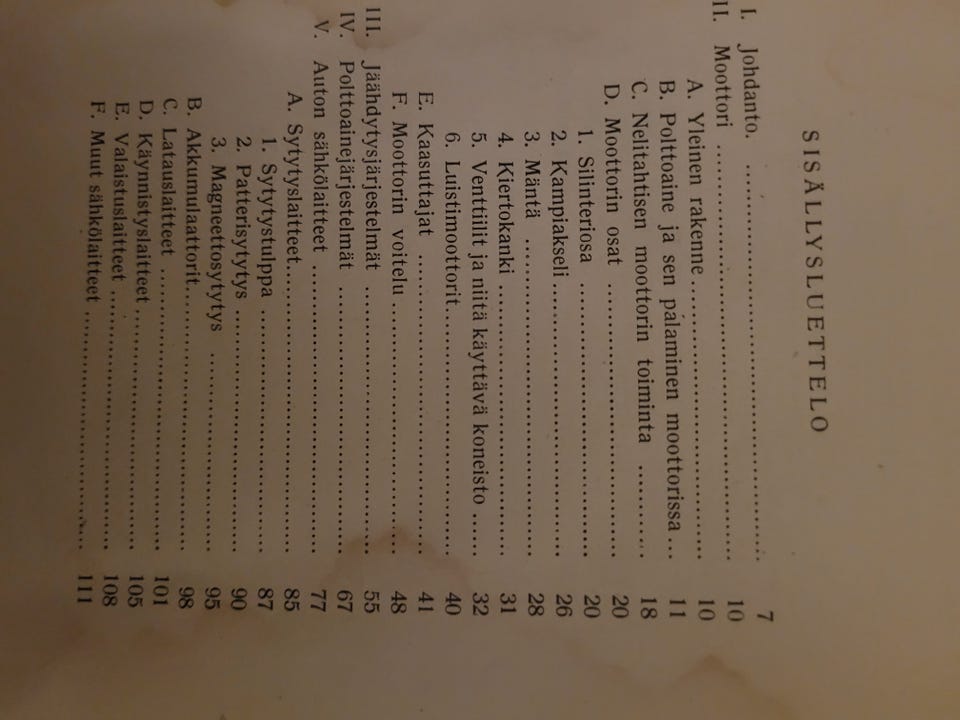 SISÄLLYSLUETTELO
I. Johdanto. .......................................... 7
II. Moottori .......................................... 10
A. Yleinen rakenne .......................................... 10
B. Polttoaine ja sen palaminen moottorissa ... 11
C. Nelitahtisen moottorin toiminta .......... 18
D. Moottorin osat .......................................... 20
1. Silinteriosa .......................................... 20
2. Kampiakseli .......................................... 26
3. Mäntä .......................................... 28
4. Kiertokanki .......................................... 31
5. Venttiilit ja niitä käyttävä koneisto ...... 32
6. Luistimoottorit .......................................... 40
E. Kaasuttajat .......................................... 41
F. Moottorin voitelu .......................................... 48
III. Jäähdytysjärjestelmät .......................................... 55
IV. Polttoainejärjestelmät .......................................... 67
V. Auton sähkölaitteet .......................................... 77
A. Sytytyslaitteet .......................................... 85
1. Sytytystulppa .......................................... 87
2. Patterisytytys .......................................... 90
3. Magneettosytytys .......................................... 95
B. Akkumulaattorit .......................................... 98
C. Latauslaitteet .......................................... 101
D. Käynnistyslaitteet .......................................... 105
E. Valaistuslaitteet .......................................... 108
F. Muut sähkölaitteet .......................................... 111